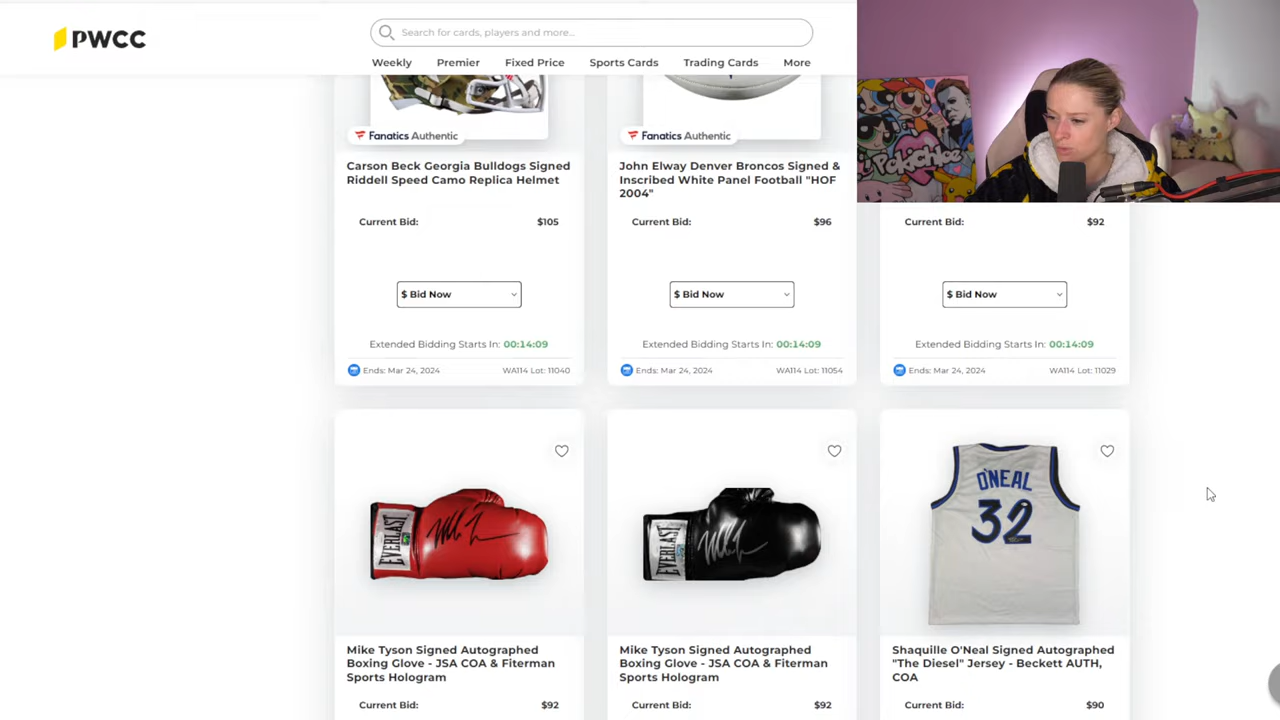 PWCC
Search for cards, players and more...
Weekly Premier Fixed Price Sports Cards Trading Cards More
Fanatics Authentic
Fanatics Authentic
Carson Beck Georgia Bulldogs Signed
Riddell Speed Camo Replica Helmet
Current Bid: $105
$ Bid Now
Extended Bidding Starts In: 00:14:09
Ends: Mar 24, 2024 WA114 Lot: 11040
John Elway Denver Broncos Signed &
Inscribed White Panel Football "HOF
2004"
Current Bid: $96
$ Bid Now
Extended Bidding Starts In: 00:14:09
Ends: Mar 24, 2024 WA114 Lot: 11054
Current Bid: $92
$ Bid Now
Extended Bidding Starts In: 00:14:09
Ends: Mar 24, 2024 WA114 Lot: 11029
EVERLAST
Mike Tyson Signed Autographed
Boxing Glove - JSA COA & Fiterman
Sports Hologram
Current Bid: $92
EVERLAST
Mike Tyson Signed Autographed
Boxing Glove - JSA COA & Fiterman
Sports Hologram
Current Bid: $92
O'NEAL
32
Shaquille O'Neal Signed Autographed
"The Diesel" Jersey - Beckett AUTH,
COA
Current Bid: $90